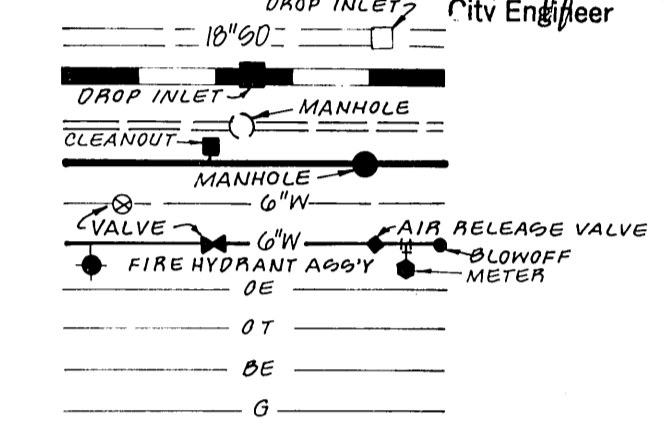 DROP INLET
City Engineer
18"SD
DROP INLET
MANHOLE
CLEANOUT
MANHOLE
6"W
VALVE
6"W
AIR RELEASE VALVE
BLOWOFF
FIRE HYDRANT ASS'Y
METER
OE
OT
BE
G